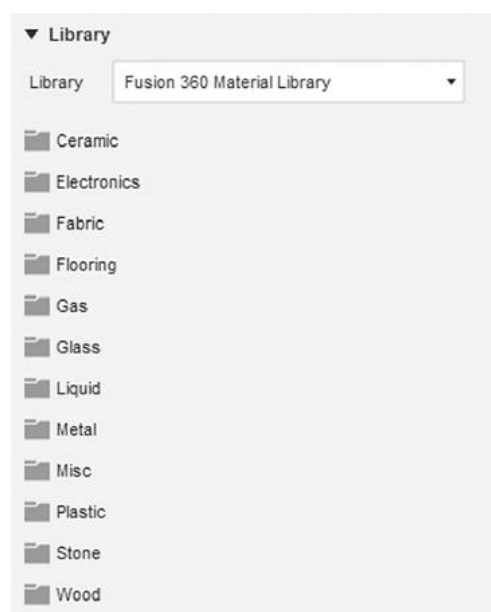 Library
Library Fusion 360 Material Library
Ceramic
Electronics
Fabric
Flooring
Gas
Glass
Liquid
Metal
Misc
Plastic
Stone
Wood